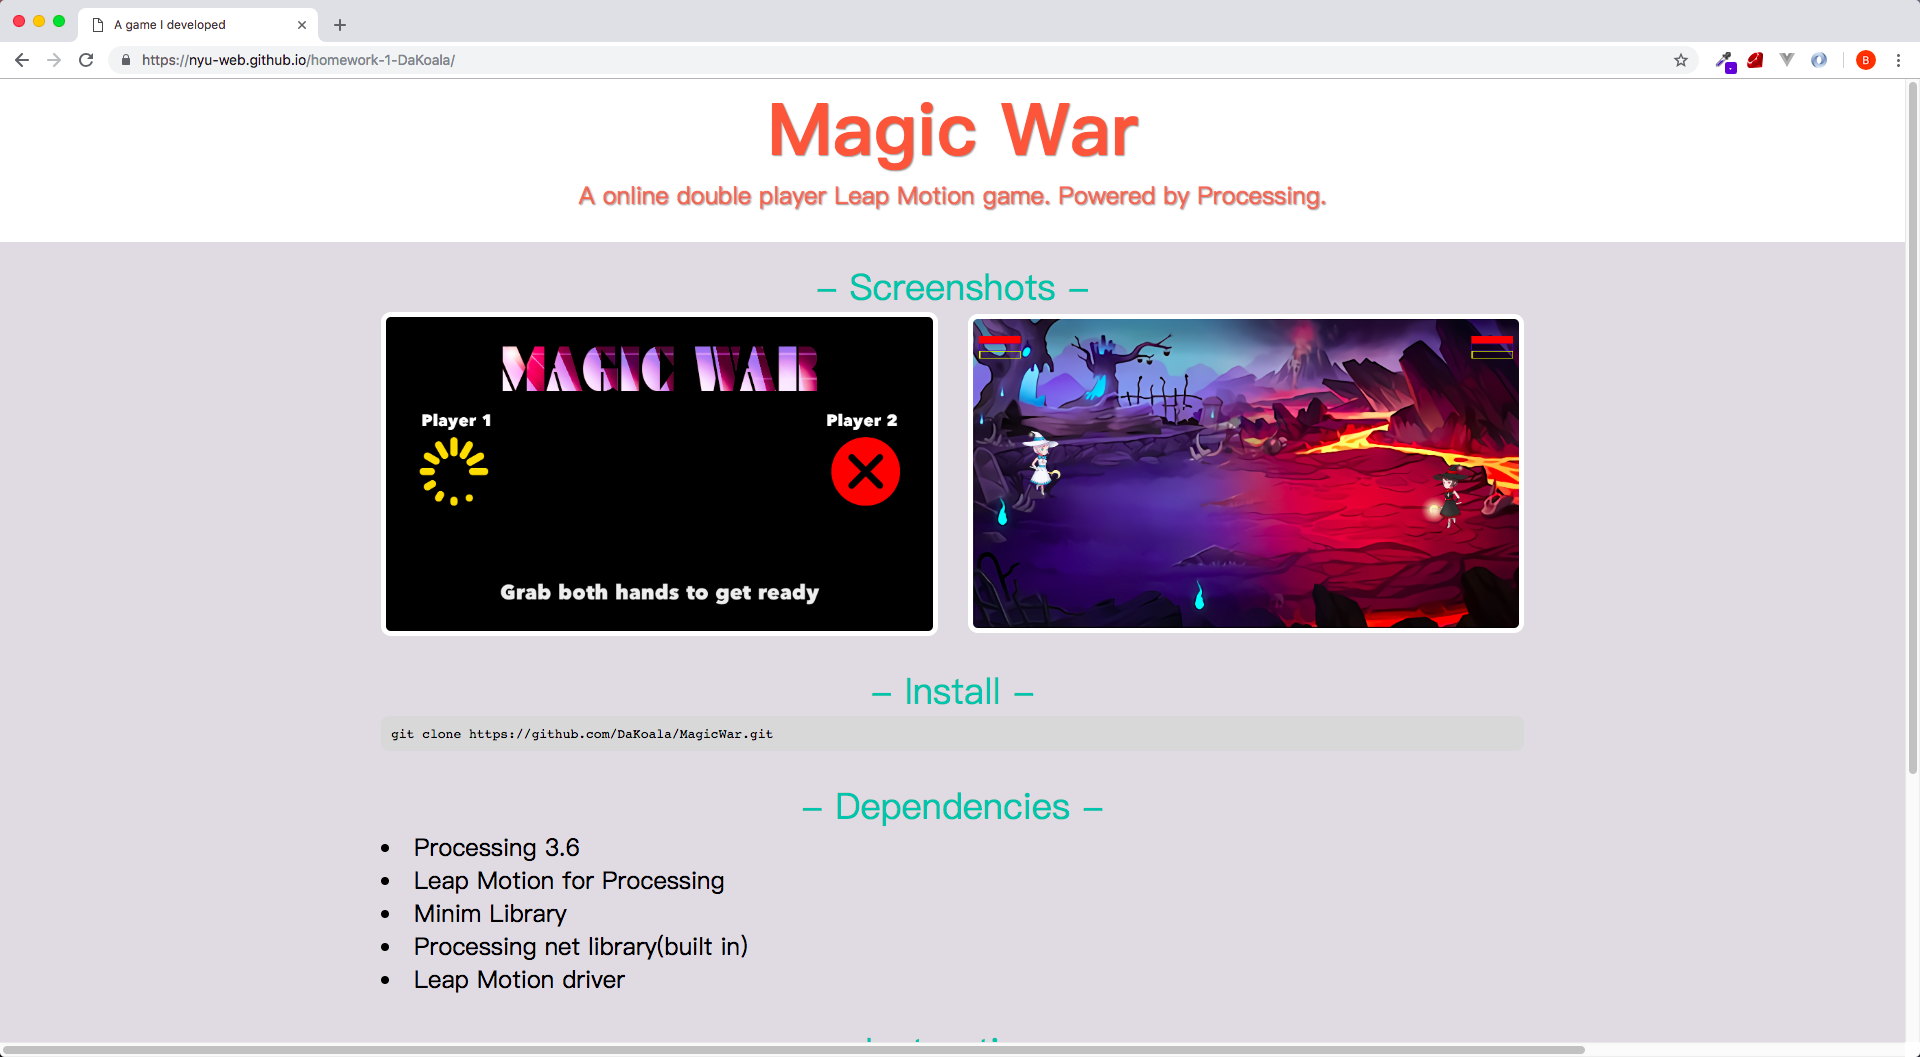 A game I developed
https://nyu-web.github.io/homework-1-DaKoala/
B
Magic War
A online double player Leap Motion game. Powered by Processing.
– Screenshots –
MAGIC WAR
Player 1
Player 2
Grab both hands to get ready
– Install –
git clone https://github.com/DaKoala/MagicWar.git
– Dependencies –
• Processing 3.6
• Leap Motion for Processing
• Minim Library
• Processing net library(built in)
• Leap Motion driver